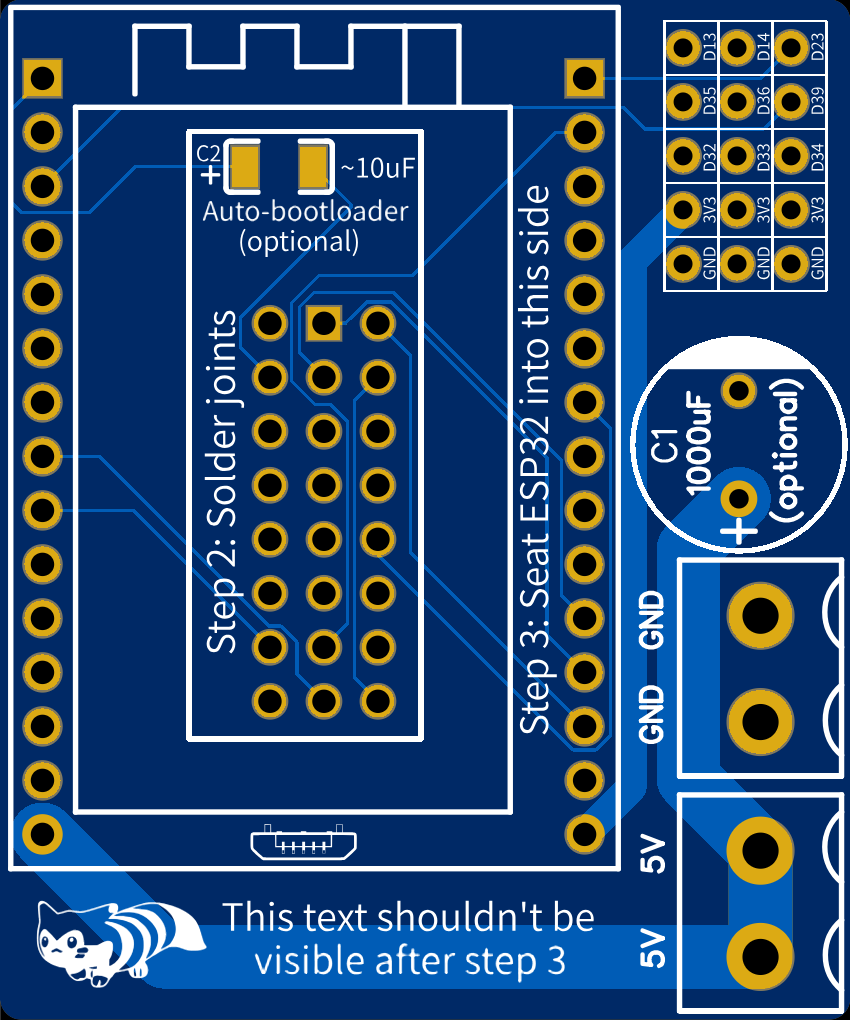 D13 D14 D23
D35 D36 D39
D32 D33 D34
3V3 3V3 3V3
GND GND GND
C2
+
~10uF
Auto-bootloader
(optional)
Step 2: Solder joints
Step 3: Seat ESP32 into this side
C1
1000uF
(optional)
+
GND
GND
5V
5V
This text shouldn't be
visible after step 3